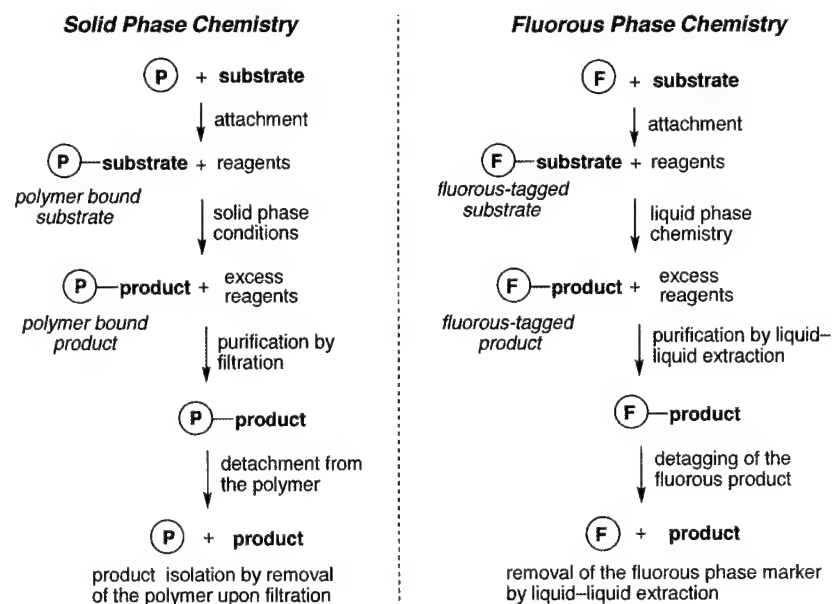 Solid Phase Chemistry
P + substrate
attachment
P substrate + reagents
polymer bound
substrate
solid phase
conditions
P product + excess
reagents
polymer bound
product
purification by
filtration
P product
detachment from
the polymer
P + product
product isolation by removal
of the polymer upon filtration
Fluorous Phase Chemistry
F + substrate
attachment
F substrate + reagents
fluorous-tagged
substrate
liquid phase
chemistry
F product + excess
reagents
fluorous-tagged
product
purification by liquid–
liquid extraction
F product
detagging of the
fluorous product
F + product
removal of the fluorous phase marker
by liquid–liquid extraction